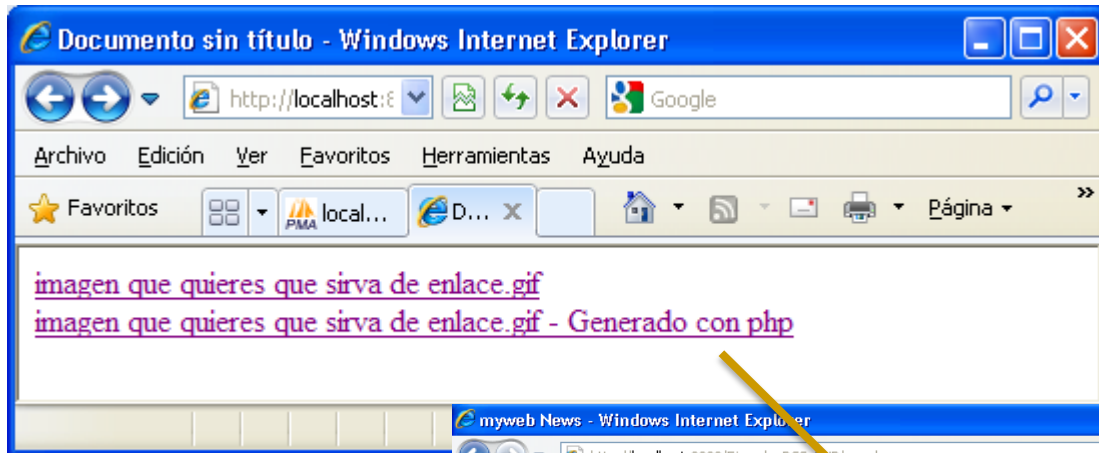 Documento sin título - Windows Internet Explorer
http://localhost:8
Google
Archivo Edición Ver Favoritos Herramientas Ayuda
Favoritos PMA local... D... X Página
imagen que quieres que sirva de enlace.gif
imagen que quieres que sirva de enlace.gif - Generado con php
myweb News - Windows Internet Explorer